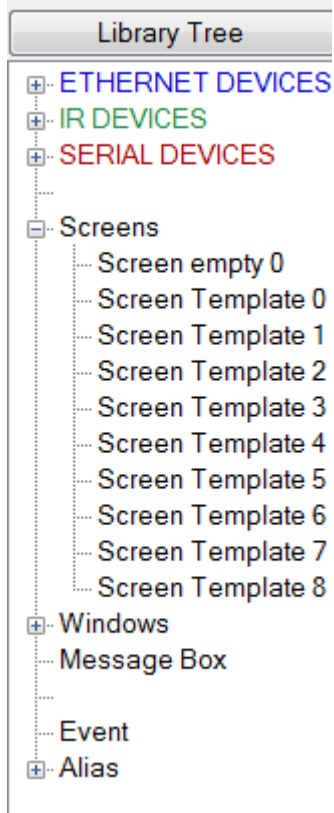 Library Tree
ETHERNET DEVICES
IR DEVICES
SERIAL DEVICES
Screens
Screen empty 0
Screen Template 0
Screen Template 1
Screen Template 2
Screen Template 3
Screen Template 4
Screen Template 5
Screen Template 6
Screen Template 7
Screen Template 8
Windows
Message Box
Event
Alias